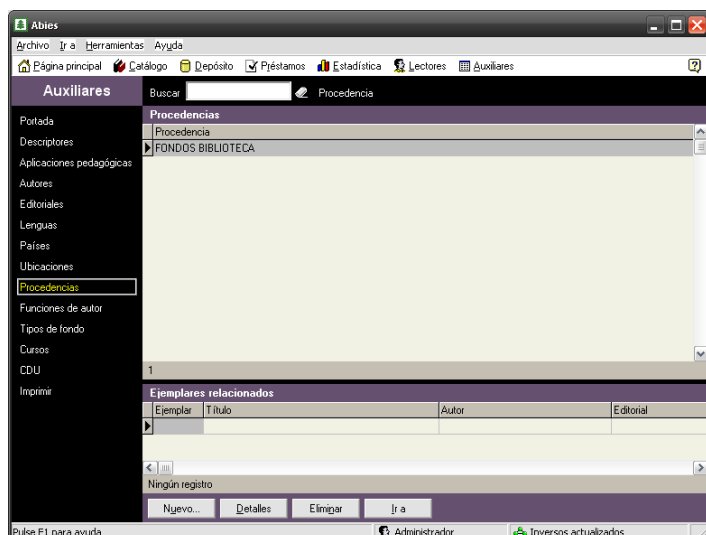 Abies
Archivo Ir a Herramientas Ayuda
Página principal Catálogo Depósito Préstamos Estadística Lectores Auxiliares
Auxiliares
Buscar Procedencia
Portada
Descriptores
Aplicaciones pedagógicas
Autores
Editoriales
Lenguas
Países
Ubicaciones
Procedencias
Funciones de autor
Tipos de fondo
Cursos
CDU
Imprimir
Procedencias
Procedencia
FONDOS BIBLIOTECA
1
Ejemplares relacionados
Ejemplar Título Autor Editorial
Ningún registro
Nuevo... Detalles Eliminar Ir a
Pulse F1 para ayuda Administrador Inversos actualizados